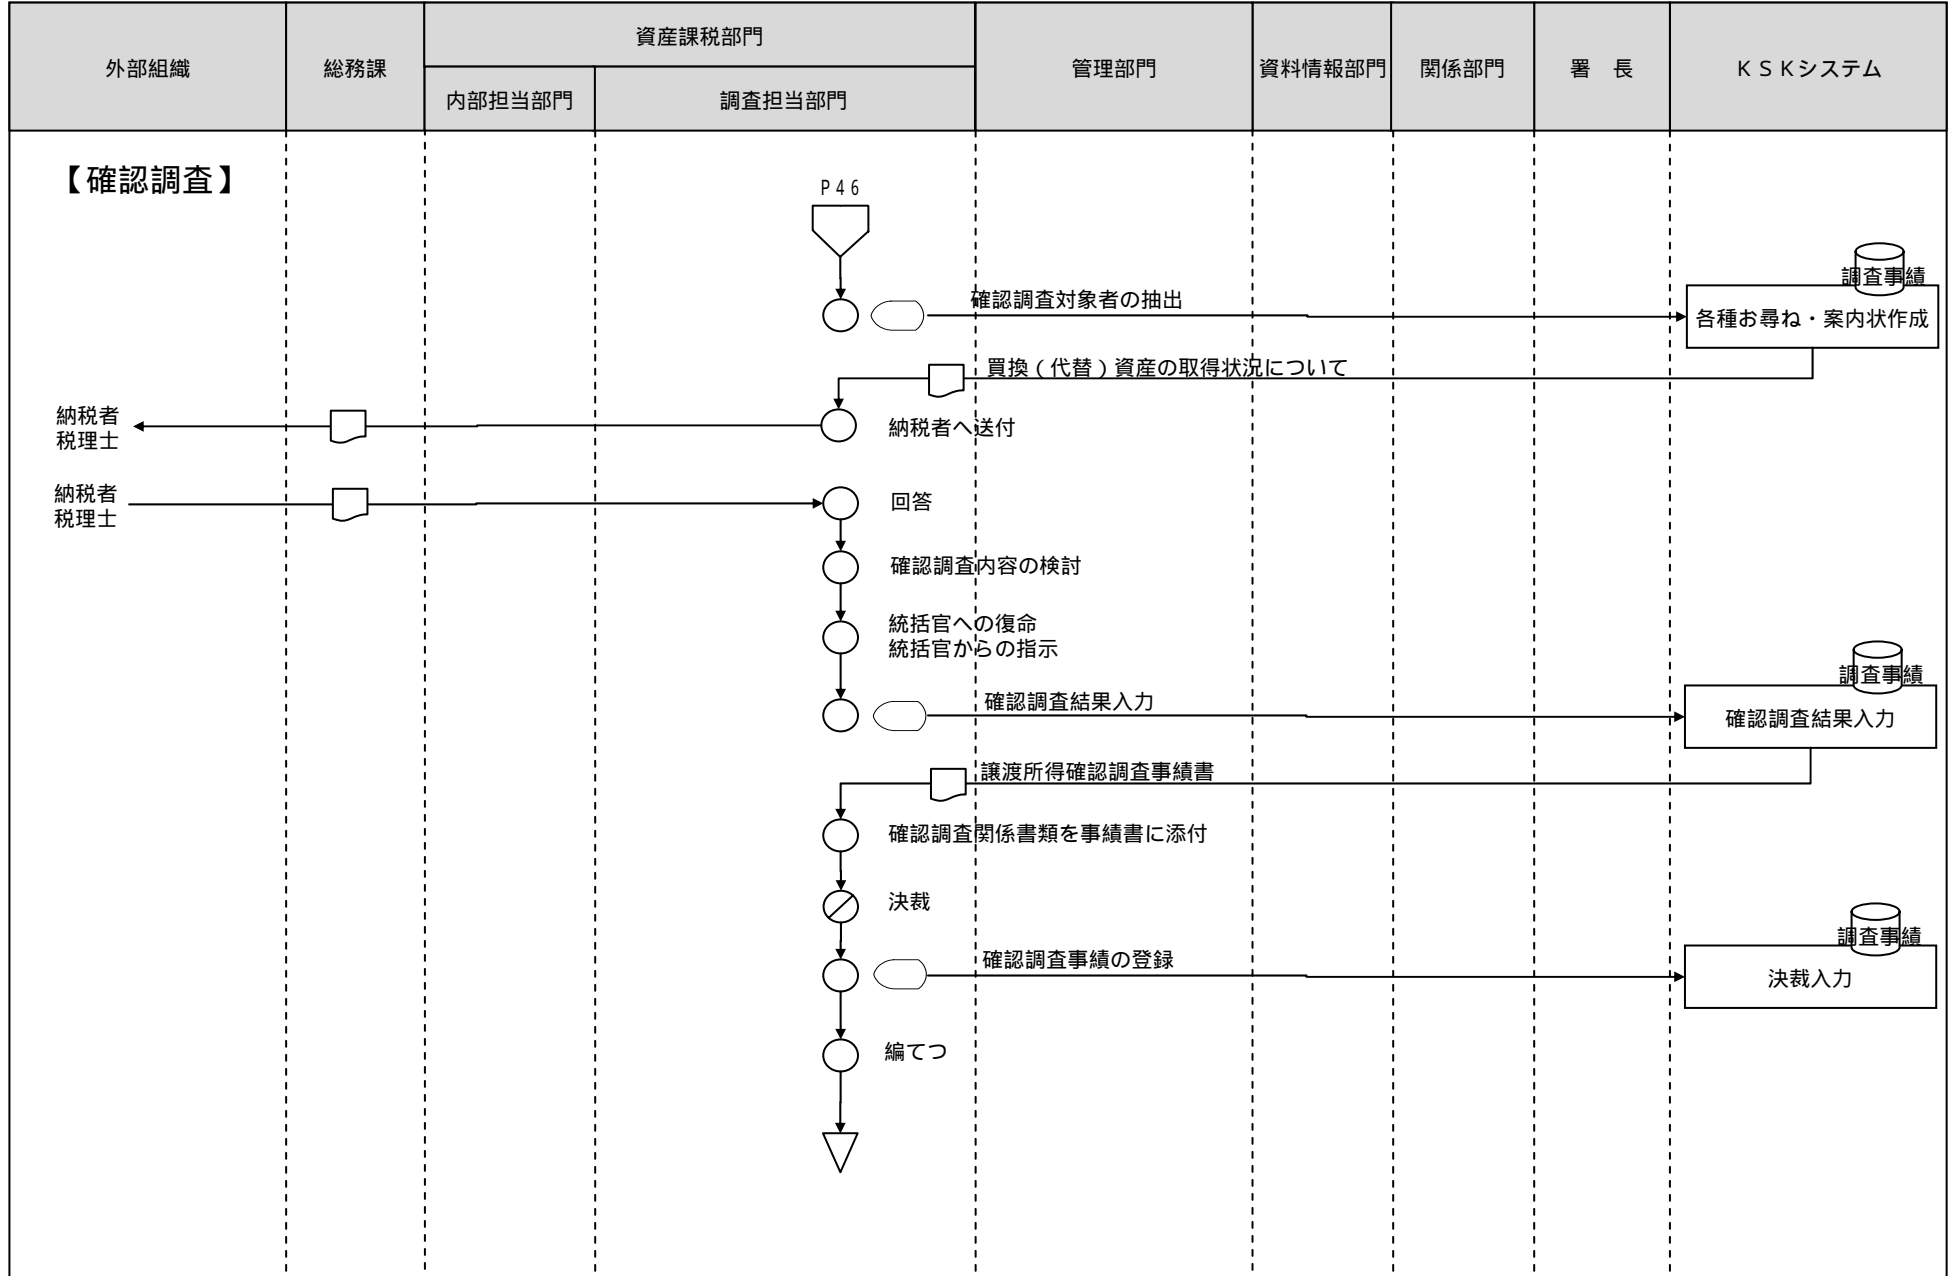 資産課税部門
外部組織
総務課
管理部門
資料情報部門
関係部門
署　長
ＫＳＫシステム
内部担当部門
調査担当部門
【確認調査】
Ｐ４６
調査事績
確認調査対象者の抽出
各種お尋ね・案内状作成
買換（代替）資産の取得状況について
納税者
税理士
納税者へ送付
納税者
税理士
回答
確認調査内容の検討
統括官への復命
統括官からの指示
調査事績
確認調査結果入力
確認調査結果入力
譲渡所得確認調査事績書
確認調査関係書類を事績書に添付
決裁
調査事績
確認調査事績の登録
決裁入力
編てつ